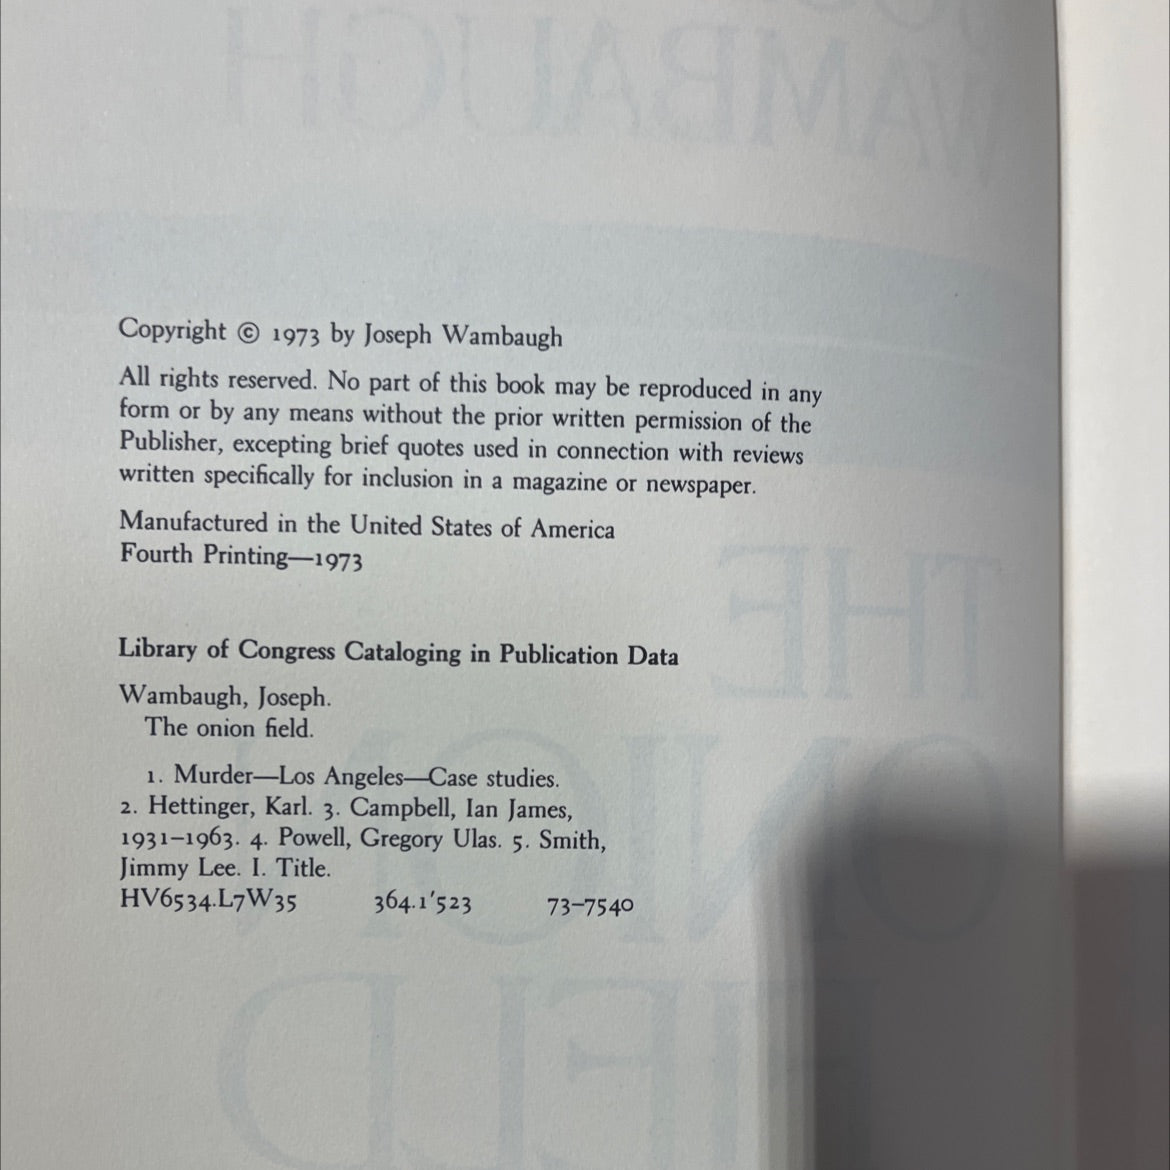 Copyright © 1973 by Joseph Wambaugh
All rights reserved. No part of this book may be reproduced in any
form or by any means without the prior written permission of the
Publisher, excepting brief quotes used in connection with reviews
written specifically for inclusion in a magazine or newspaper.
Manufactured in the United States of America
Fourth Printing—1973
Library of Congress Cataloging in Publication Data
Wambaugh, Joseph.
The onion field.
1. Murder—Los Angeles—Case studies.
2. Hettinger, Karl. 3. Campbell, Ian James,
1931–1963. 4. Powell, Gregory Ulas. 5. Smith,
Jimmy Lee. I. Title.
HV6534.L7W35 364.1'523 73–7540